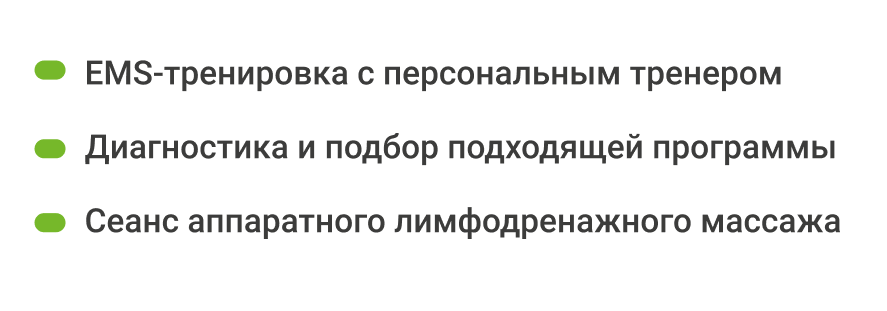 EMS-тренировка с персональным тренером
Диагностика и подбор подходящей программы
Сеанс аппаратного лимфодренажного массажа